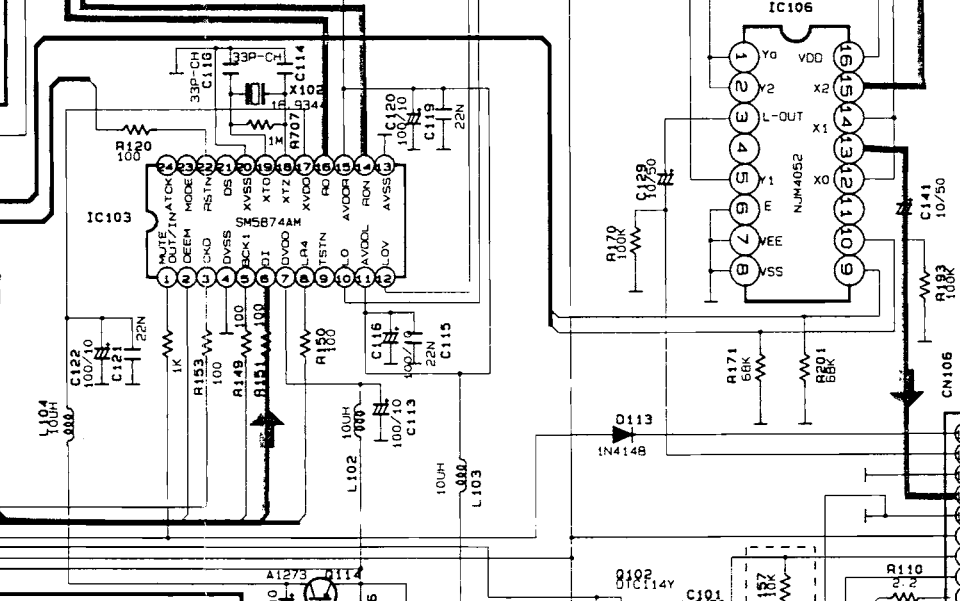 IC106
33P-CH
C116
33P-CH
C114
X102
16.9344
R707
1M
R120
100
C120
100/10
C119
22N
24 23 22 21 20 19 18 17 16 15 14 13
ATCK
MODE
RSTN
DS
XVSS
XTO
XTZ
XVDD
RO
AVDDR
RON
AVSS
IC103
SM5874AM
MUTE
OUT/IN
DEEM
CKO
DVSS
BCK1
DI
DVDD
LR4
TSTN
LO
AVDDL
LOV
1 2 3 4 5 6 7 8 9 10 11 12
1K
R153
100
R149
100
R151
100
R150
100
C116
100/10
C115
22N
C122
100/10
C121
22N
L104
10UH
10UH
L102
100/10
C113
10UH
L103
1 Ya
2 Y2
3 L-OUT
4
5 Y1
6 E
7 VEE
8 VSS
NJM4052
VDD 16
X2 15
X1 14
13
X0 12
11
10
9
C129
10/50
R170
100K
C141
10/50
R193
100K
R171
68K
R201
68K
CN106
D113
1N4148
A1273
Q114
Q102
DTC114Y
C101
157
10K
R110
2.2